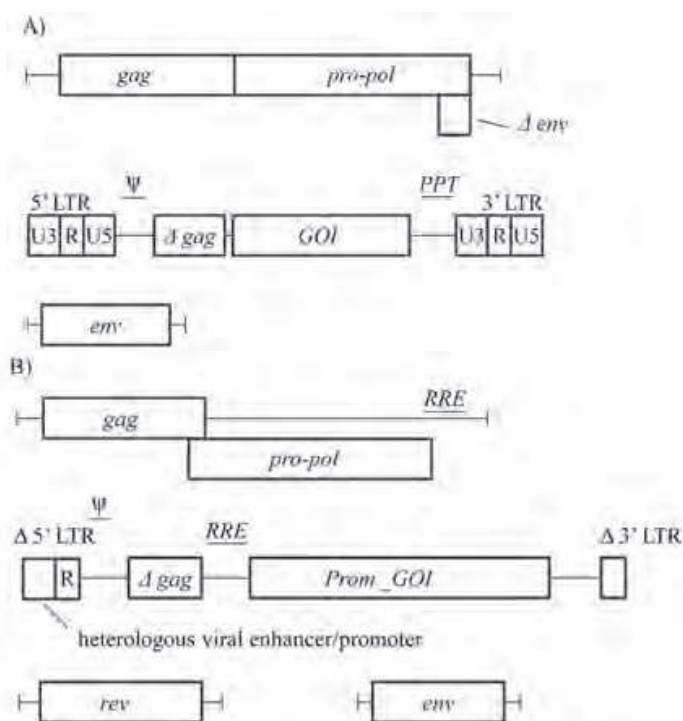 A)
gag pro-pol
Δ env
5' LTR Ψ PPT 3' LTR
U3 R U5 Δ gag GOI U3 R U5
env
B)
RRE
gag
pro-pol
Ψ
Δ 5' LTR RRE Δ 3' LTR
R Δ gag Prom_GOI
heterologous viral enhancer/promoter
rev env